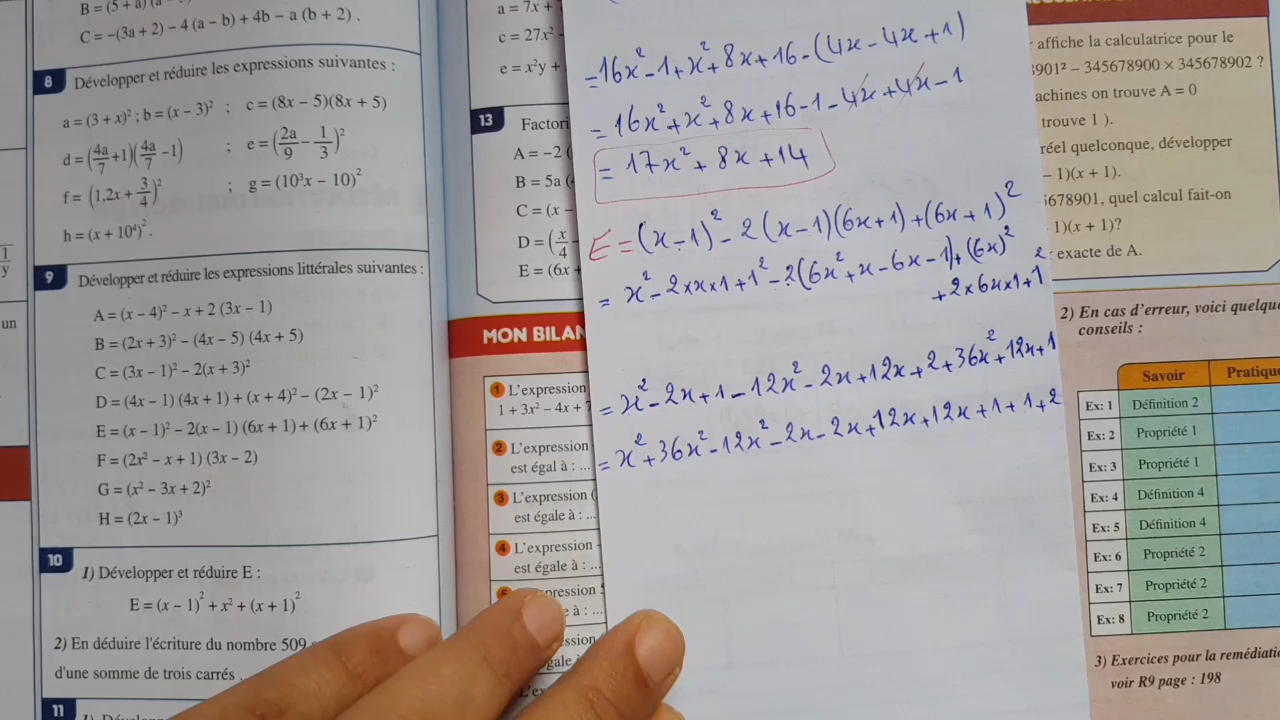 B = (5 + a)
C = –(3a + 2) – 4 (a – b) + 4b – a (b + 2) .
8 Développer et réduire les expressions suivantes :
a = (3 + x)² ; b = (x – 3)² ; c = (8x – 5)(8x + 5)
d = (4a/7 + 1)(4a/7 – 1) ; e = (2a/9 – 1/3)²
f = (1,2x + 3/4)² ; g = (10³x – 10)²
h = (x + 10⁴)² .
9 Développer et réduire les expressions littérales suivantes :
A = (x – 4)² – x + 2 (3x – 1)
B = (2x + 3)² – (4x – 5) (4x + 5)
C = (3x – 1)² – 2(x + 3)²
D = (4x – 1) (4x + 1) + (x + 4)² – (2x – 1)²
E = (x – 1)² – 2(x – 1) (6x + 1) + (6x + 1)²
F = (2x² – x + 1) (3x – 2)
G = (x² – 3x + 2)²
H = (2x – 1)³
10
1) Développer et réduire E :
E = (x – 1)² + x² + (x + 1)²
2) En déduire l'écriture du nombre 509
d'une somme de trois carrés .
11
1/y
un
a = 7x +
c = 27x² –
e = x²y +
13 Factori
A = –2 (
B = 5a (
C = (x –
D = (x/4 –
E = (6x +
MON BILAN
1 L'expression
1 + 3x² – 4x + 7
2 L'expression
est égal à : ...
3 L'expression (
est égale à : ...
4 L'expression
est égale à : ...
5 expression
e à : ...
ession
gale
L'ex
= 16x² – 1 + x² + 8x + 16 – (4x – 4x + 1)
= 16x² + x² + 8x + 16 – 1 – 4x + 4x – 1
= 17x² + 8x + 14
E = (x – 1)² – 2 (x – 1)(6x + 1) + (6x + 1)²
= x² – 2×x×1 + 1² – 2(6x² + x – 6x – 1) + (6x)²
+ 2×6x×1 + 1²
= x² – 2x + 1 – 12x² – 2x + 12x + 2 + 36x² + 12x + 1
= x² + 36x² – 12x² – 2x – 2x + 12x + 12x + 1 + 1 + 2
affiche la calculatrice pour le
8901² – 345678900 × 345678902 ?
achines on trouve A = 0
trouve 1 ).
réel quelconque, développer
– 1)(x + 1).
5678901, quel calcul fait-on
1)(x + 1)?
exacte de A.
2) En cas d'erreur, voici quelque
conseils :
Savoir Pratique
Ex: 1 Définition 2
Ex: 2 Propriété 1
Ex: 3 Propriété 1
Ex: 4 Définition 4
Ex: 5 Définition 4
Ex: 6 Propriété 2
Ex: 7 Propriété 2
Ex: 8 Propriété 2
3) Exercices pour la remédiati
voir R9 page : 198